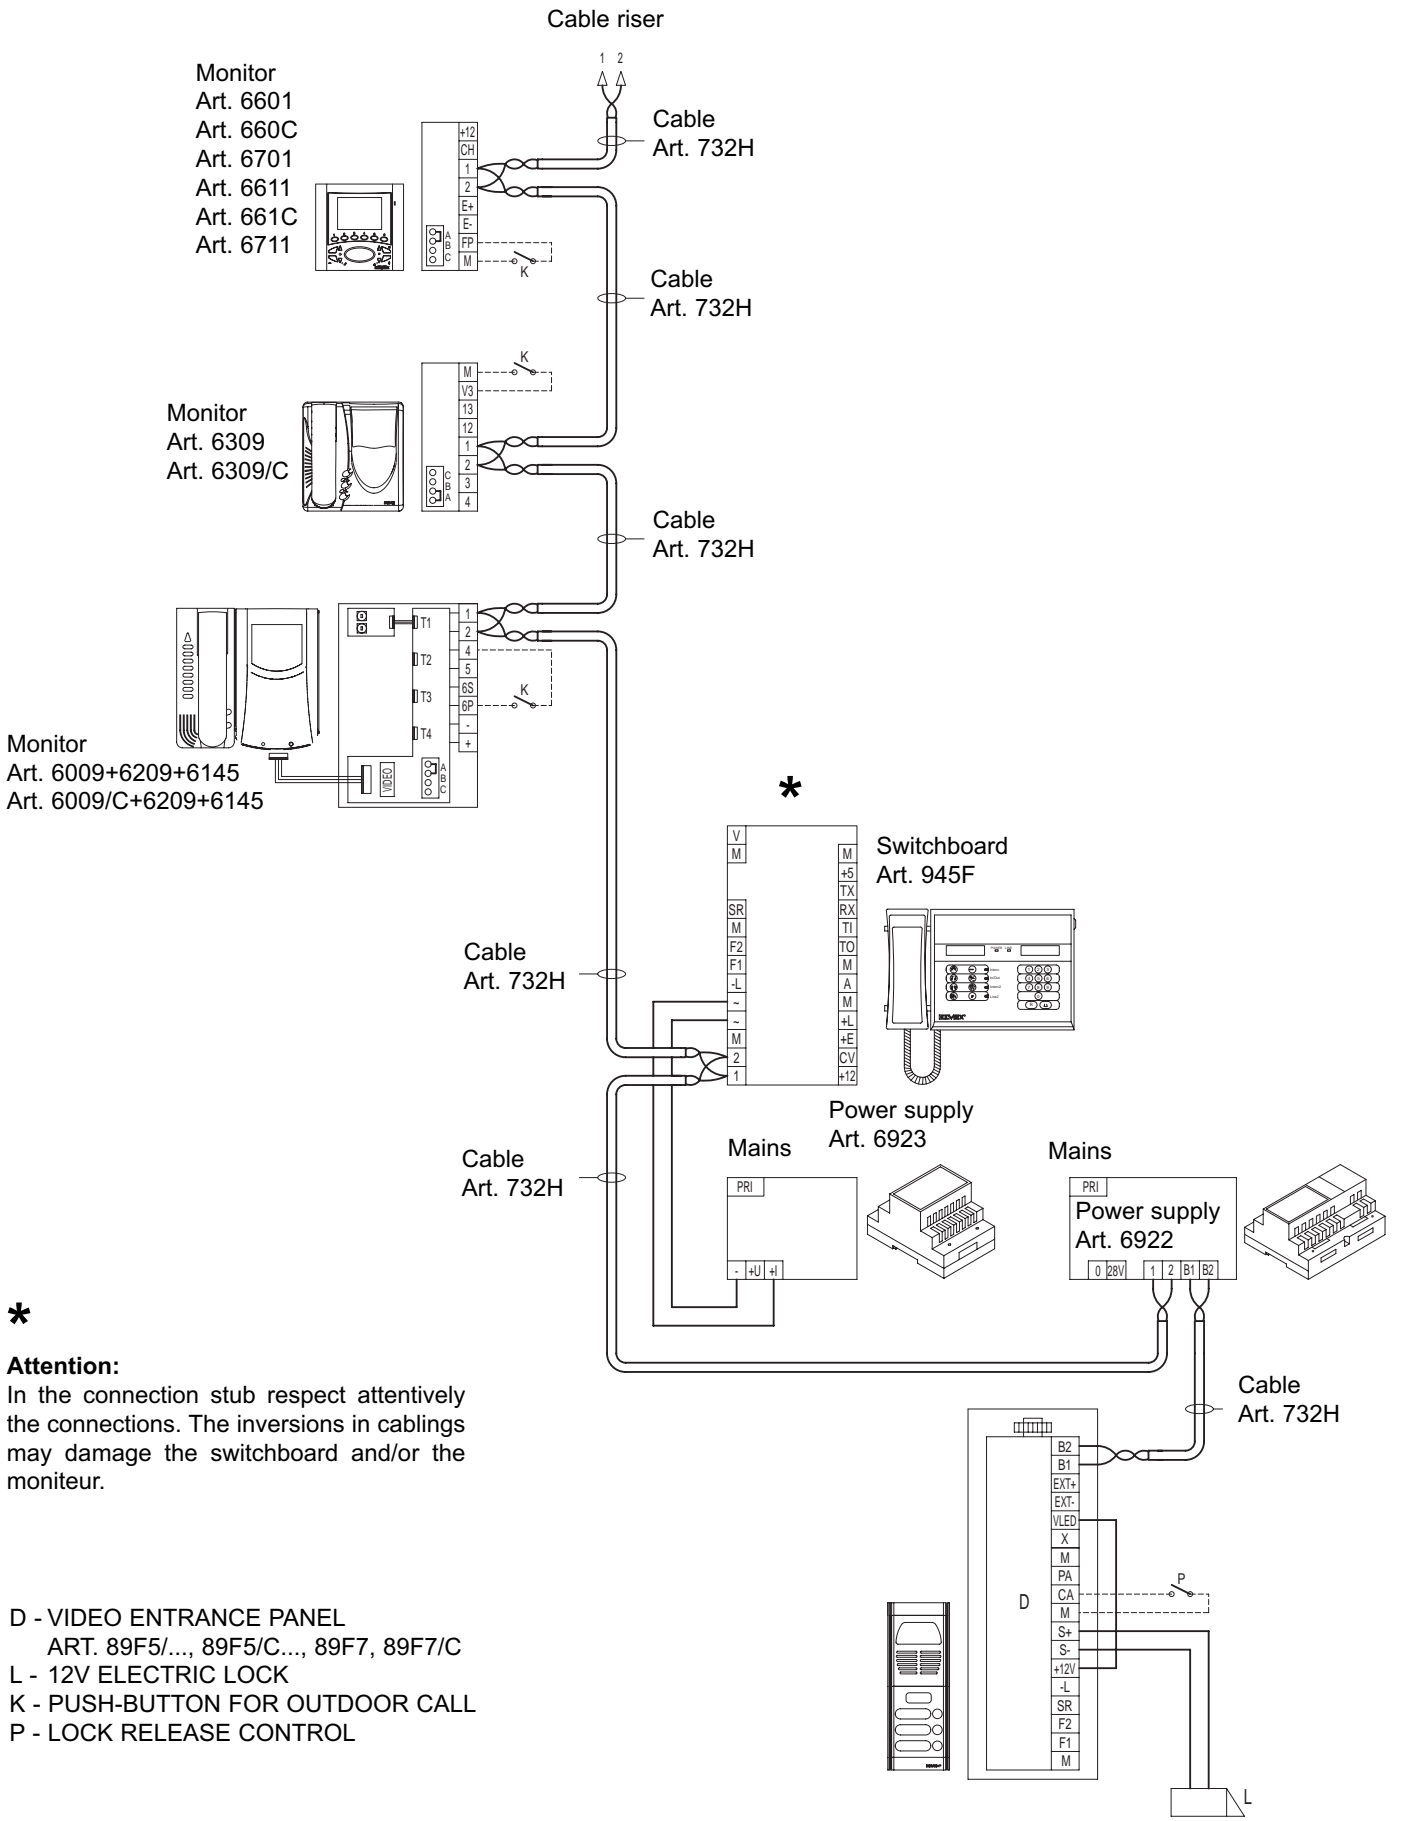 Cable riser
1 2
Monitor
Art. 6601
Art. 660C
Art. 6701
Art. 6611
Art. 661C
Art. 6711
+12
CH
1
2
E+
E-
FP
M
A
B
C
K
Cable
Art. 732H
Cable
Art. 732H
Monitor
Art. 6309
Art. 6309/C
M
V3
13
12
1
2
3
4
C
B
A
K
Cable
Art. 732H
Monitor
Art. 6009+6209+6145
Art. 6009/C+6209+6145
T1
T2
T3
T4
VIDEO
1
2
4
5
6S
6P
-
+
A
B
C
K
*
Switchboard
Art. 945F
V
M
SR
M
F2
F1
-L
~
~
M
2
1
M
+5
TX
RX
TI
TO
M
A
M
+L
+E
CV
+12
Cable
Art. 732H
Cable
Art. 732H
Mains
Power supply
Art. 6923
PRI
- +U +I
Mains
PRI
Power supply
Art. 6922
0 28V 1 2 B1 B2
Cable
Art. 732H
*
Attention:
In the connection stub respect attentively
the connections. The inversions in cablings
may damage the switchboard and/or the
moniteur.
D
B2
B1
EXT+
EXT-
VLED
X
M
PA
CA
M
S+
S-
+12V
-L
SR
F2
F1
M
P
L
D - VIDEO ENTRANCE PANEL
ART. 89F5/..., 89F5/C..., 89F7, 89F7/C
L - 12V ELECTRIC LOCK
K - PUSH-BUTTON FOR OUTDOOR CALL
P - LOCK RELEASE CONTROL